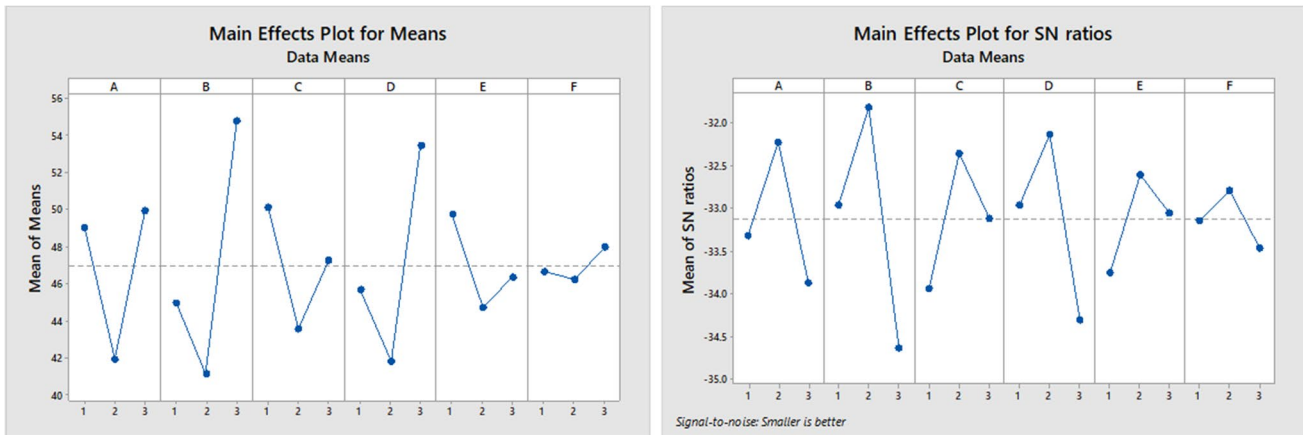 Main Effects Plot for Means
Data Means
A B C D E F
56
54
52
50
48
46
44
42
40
Mean of Means
1 2 3 1 2 3 1 2 3 1 2 3 1 2 3 1 2 3
Main Effects Plot for SN ratios
Data Means
A B C D E F
-32.0
-32.5
-33.0
-33.5
-34.0
-34.5
-35.0
Mean of SN ratios
1 2 3 1 2 3 1 2 3 1 2 3 1 2 3 1 2 3
Signal-to-noise: Smaller is better